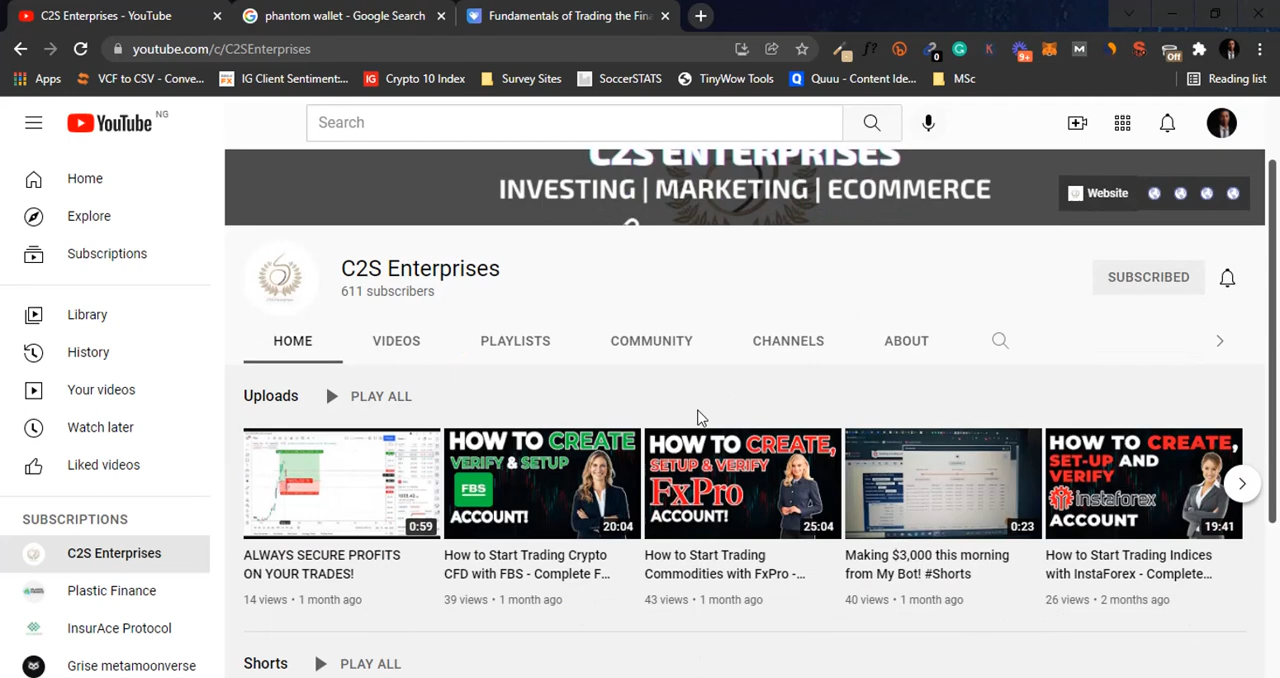 C2S Enterprises - YouTube
phantom wallet - Google Search
Fundamentals of Trading the Fina
youtube.com/c/C2SEnterprises
Apps
VCF to CSV - Conve...
IG Client Sentiment:...
IG
Crypto 10 Index
Survey Sites
SoccerSTATS
TinyWow Tools
Quuu - Content Ide...
MSc
Reading list
0
9+
Off
YouTube NG
Search
Home
Explore
Subscriptions
Library
History
Your videos
Watch later
Liked videos
SUBSCRIPTIONS
C2S Enterprises
Plastic Finance
InsurAce Protocol
Grise metamoonverse
C2S ENTERPRISES
INVESTING | MARKETING | ECOMMERCE
Website
C2S Enterprises
611 subscribers
SUBSCRIBED
HOME
VIDEOS
PLAYLISTS
COMMUNITY
CHANNELS
ABOUT
Uploads
PLAY ALL
0:59
ALWAYS SECURE PROFITS
ON YOUR TRADES!
14 views • 1 month ago
HOW TO CREATE
VERIFY & SETUP
FBS
ACCOUNT!
20:04
How to Start Trading Crypto
CFD with FBS - Complete F...
39 views • 1 month ago
HOW TO CREATE,
SETUP & VERIFY
FxPro
ACCOUNT!
25:04
How to Start Trading
Commodities with FxPro -...
43 views • 1 month ago
0:23
Making $3,000 this morning
from My Bot! #Shorts
40 views • 1 month ago
HOW TO CREATE,
SET-UP AND
VERIFY
instaforex
ACCOUNT
19:41
How to Start Trading Indices
with InstaForex - Complete...
26 views • 2 months ago
Shorts
PLAY ALL